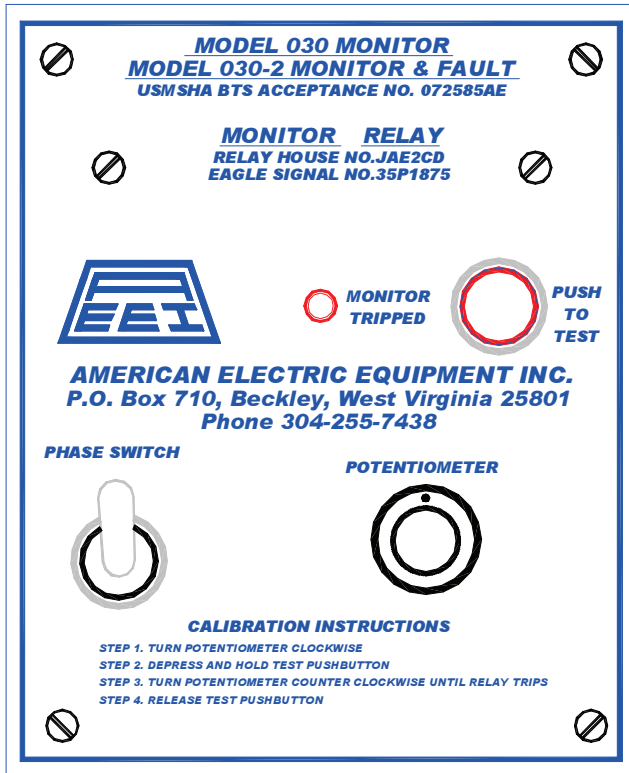 MODEL 030 MONITOR
MODEL 030-2 MONITOR & FAULT
USMSHA BTS ACCEPTANCE NO. 072585AE
MONITOR RELAY
RELAY HOUSE NO.JAE2CD
EAGLE SIGNAL NO.35P1875
AEEI
MONITOR
TRIPPED
PUSH
TO
TEST
AMERICAN ELECTRIC EQUIPMENT INC.
P.O. Box 710, Beckley, West Virginia 25801
Phone 304-255-7438
PHASE SWITCH
POTENTIOMETER
CALIBRATION INSTRUCTIONS
STEP 1. TURN POTENTIOMETER CLOCKWISE
STEP 2. DEPRESS AND HOLD TEST PUSHBUTTON
STEP 3. TURN POTENTIOMETER COUNTER CLOCKWISE UNTIL RELAY TRIPS
STEP 4. RELEASE TEST PUSHBUTTON